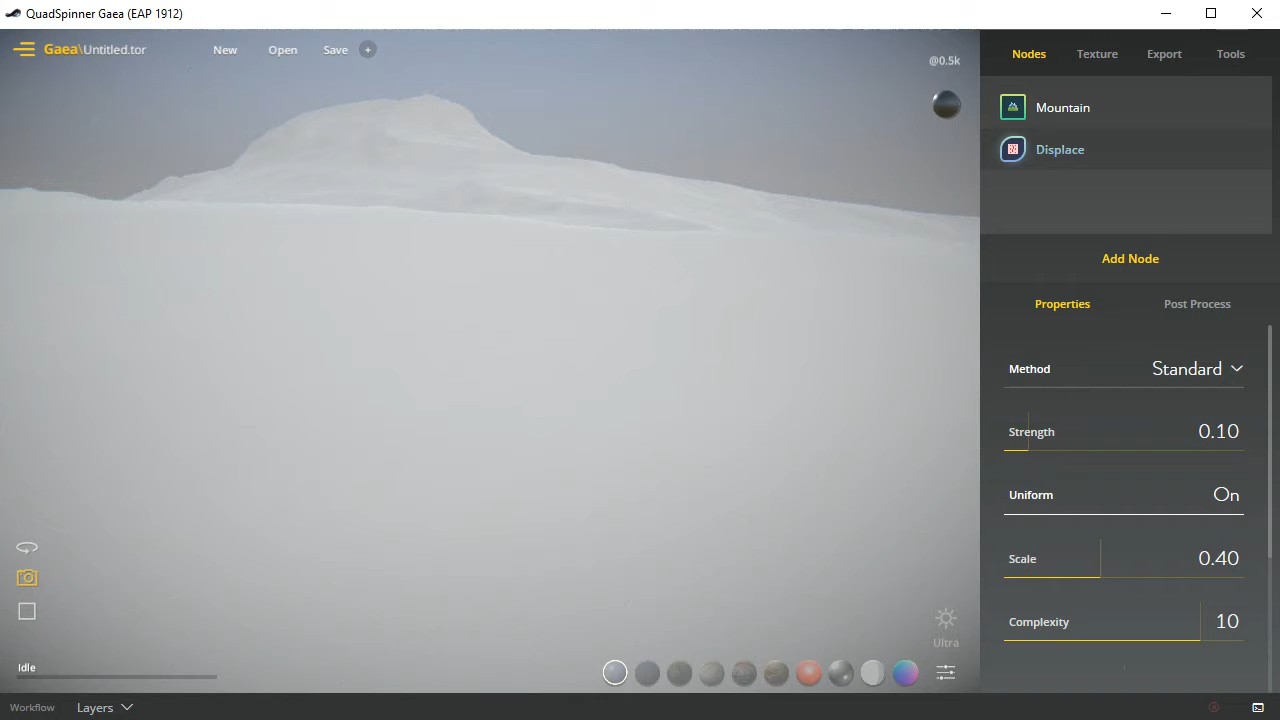 QuadSpinner Gaea (EAP 1912)
Gaea\Untitled.tor New Open Save +
@0.5k
Nodes Texture Export Tools
Mountain
Displace
Add Node
Properties Post Process
Method Standard
Strength 0.10
Uniform On
Scale 0.40
Complexity 10
Ultra
Idle
Workflow Layers